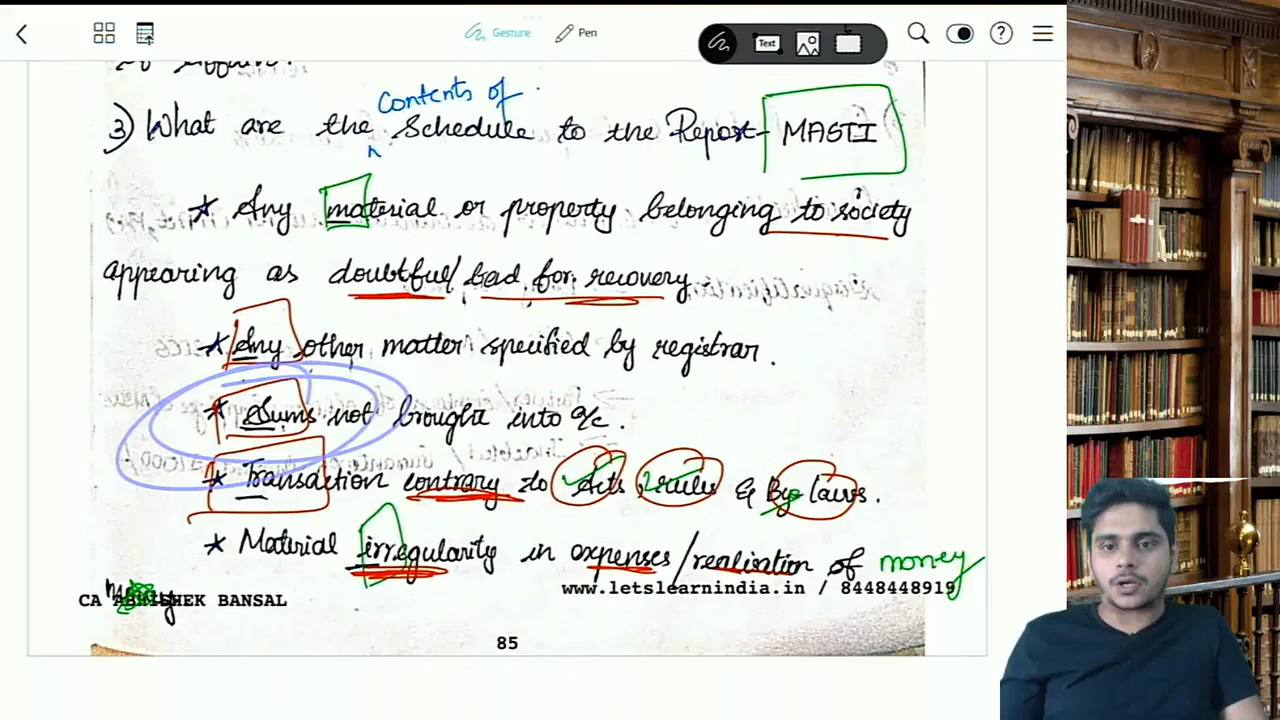 Gesture Pen Text
Contents of
3) What are the Schedule to the Report- MASTI
* Any material or property belonging to society
appearing as doubtful/ bad for recovery.
* Any other matter specified by registrar.
* Sums not brought into a/c.
* Transaction contrary to Acts, rules & By laws.
* Material irregularity in expenses/realisation of money
www.letslearnindia.in / 8448448919
CA ABHISHEK BANSAL
85